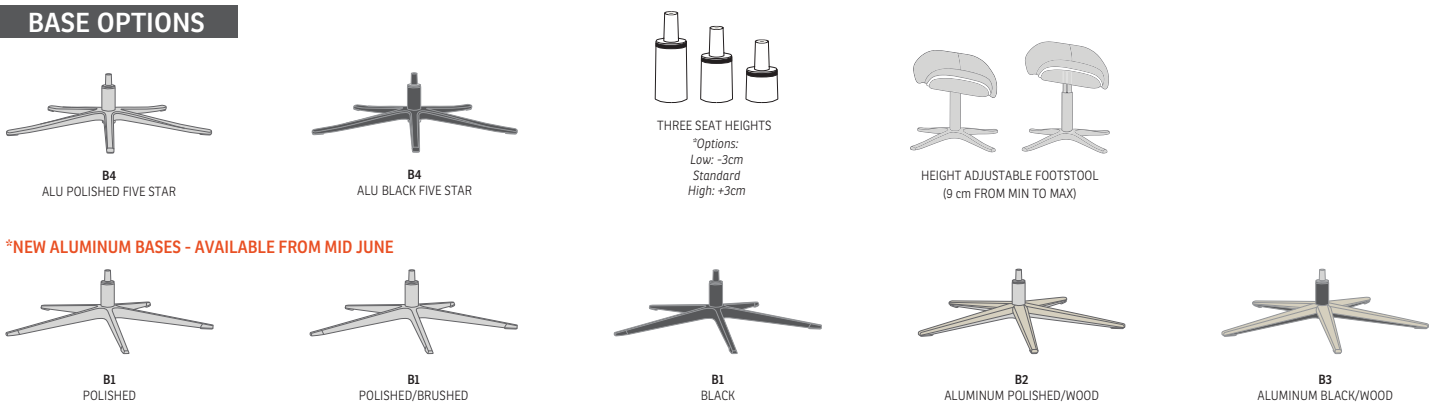 BASE OPTIONS
B4
ALU POLISHED FIVE STAR
B4
ALU BLACK FIVE STAR
THREE SEAT HEIGHTS
*Options:
Low: -3cm
Standard
High: +3cm
HEIGHT ADJUSTABLE FOOTSTOOL
(9 cm FROM MIN TO MAX)
*NEW ALUMINUM BASES - AVAILABLE FROM MID JUNE
B1
POLISHED
B1
POLISHED/BRUSHED
B1
BLACK
B2
ALUMINUM POLISHED/WOOD
B3
ALUMINUM BLACK/WOOD